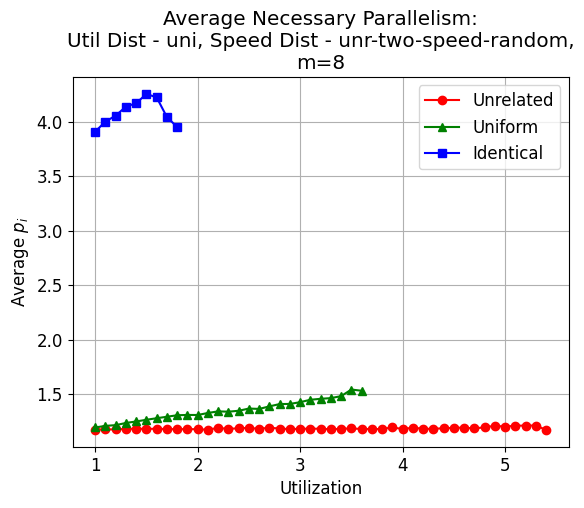 Average Necessary Parallelism:
Util Dist - uni, Speed Dist - unr-two-speed-random,
m=8
Unrelated
Uniform
Identical
4.0
3.5
3.0
2.5
2.0
1.5
Average p_i
1
2
3
4
5
Utilization